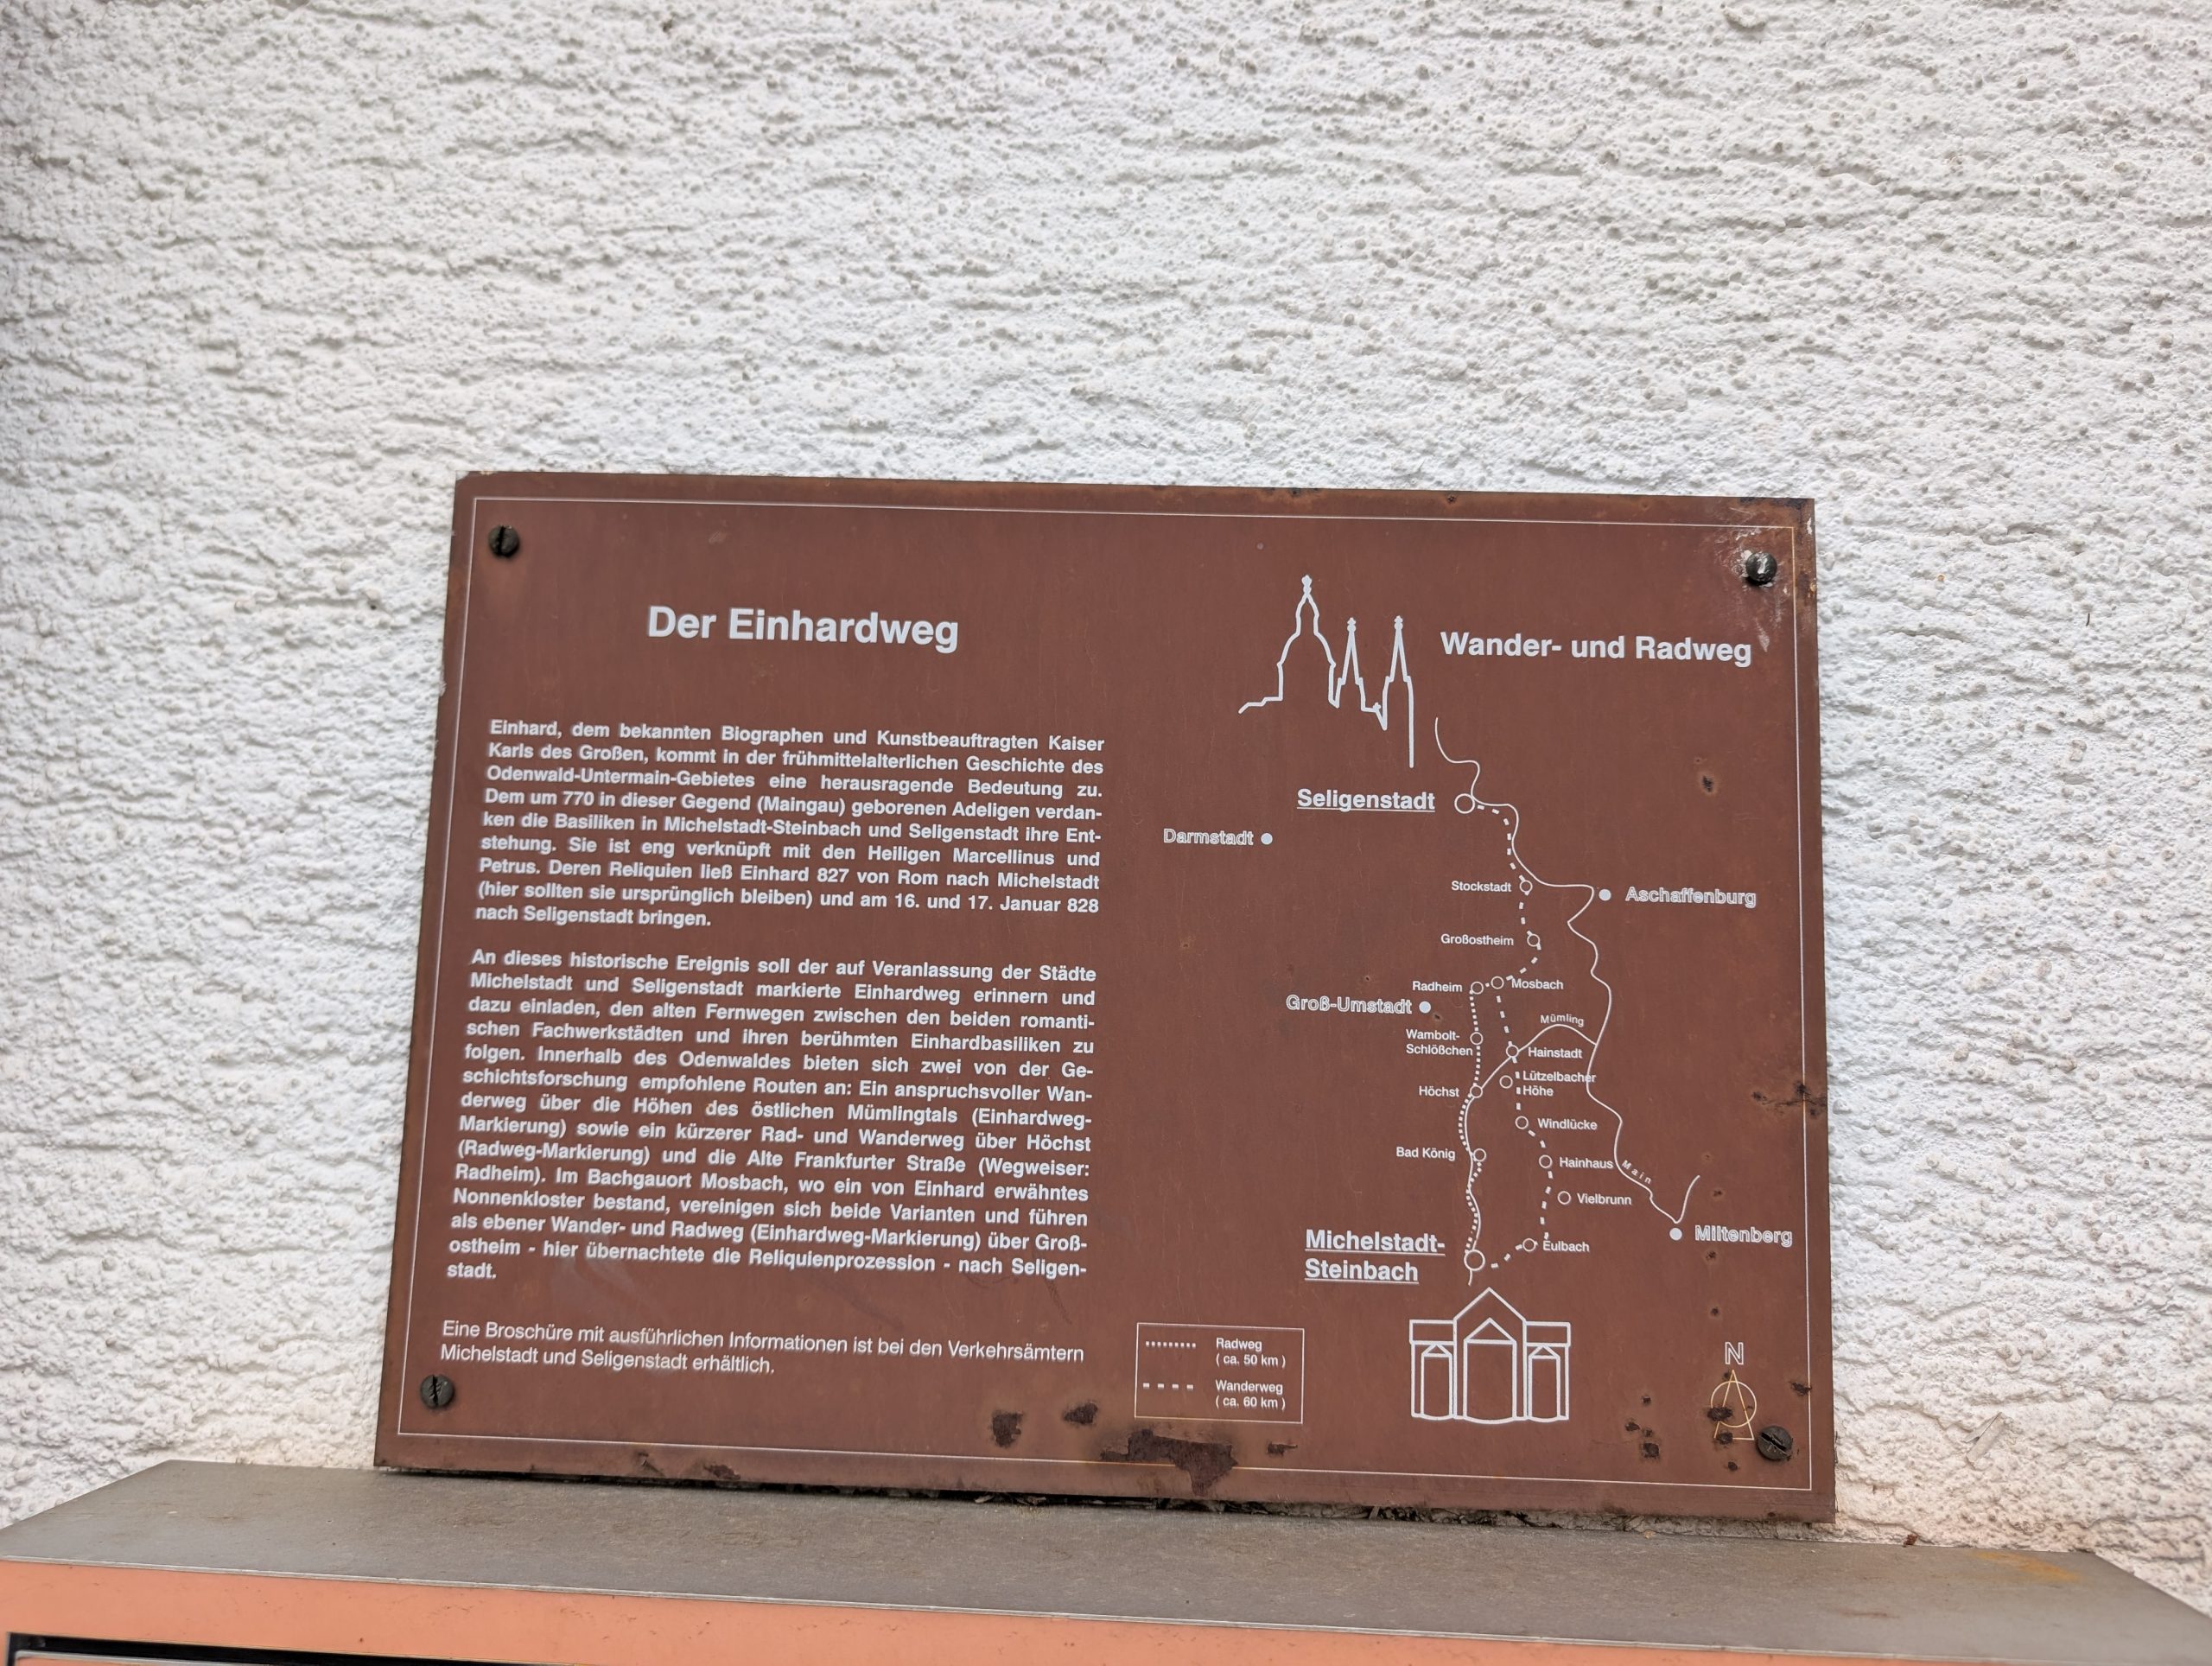 Der Einhardweg
Einhard, dem bekannten Biographen und Kunstbeauftragten Kaiser
Karls des Großen, kommt in der frühmittelalterlichen Geschichte des
Odenwald-Untermain-Gebietes eine herausragende Bedeutung zu.
Dem um 770 in dieser Gegend (Maingau) geborenen Adeligen verdan-
ken die Basiliken in Michelstadt-Steinbach und Seligenstadt ihre Ent-
stehung. Sie ist eng verknüpft mit den Heiligen Marcellinus und
Petrus. Deren Reliquien ließ Einhard 827 von Rom nach Michelstadt
(hier sollten sie ursprünglich bleiben) und am 16. und 17. Januar 828
nach Seligenstadt bringen.
An dieses historische Ereignis soll der auf Veranlassung der Städte
Michelstadt und Seligenstadt markierte Einhardweg erinnern und
dazu einladen, den alten Fernwegen zwischen den beiden romanti-
schen Fachwerkstädten und ihren berühmten Einhardbasiliken zu
folgen. Innerhalb des Odenwaldes bieten sich zwei von der Ge-
schichtsforschung empfohlene Routen an: Ein anspruchsvoller Wan-
derweg über die Höhen des östlichen Mümlingtals (Einhardweg-
Markierung) sowie ein kürzerer Rad- und Wanderweg über Höchst
(Radweg-Markierung) und die Alte Frankfurter Straße (Wegweiser:
Radheim). Im Bachgauort Mosbach, wo ein von Einhard erwähntes
Nonnenkloster bestand, vereinigen sich beide Varianten und führen
als ebener Wander- und Radweg (Einhardweg-Markierung) über Groß-
ostheim - hier übernachtete die Reliquienprozession - nach Seligen-
stadt.
Eine Broschüre mit ausführlichen Informationen ist bei den Verkehrsämtern
Michelstadt und Seligenstadt erhältlich.
Wander- und Radweg
Seligenstadt
Darmstadt
Stockstadt
Aschaffenburg
Großostheim
Radheim
Mosbach
Groß-Umstadt
Mümling
Wambolt-
Schlößchen
Hainstadt
Lützelbacher
Höhe
Höchst
Windlücke
Bad König
Hainhaus
Main
Vielbrunn
Miltenberg
Michelstadt-
Steinbach
Eulbach
Radweg
( ca. 50 km )
Wanderweg
( ca. 60 km )
N